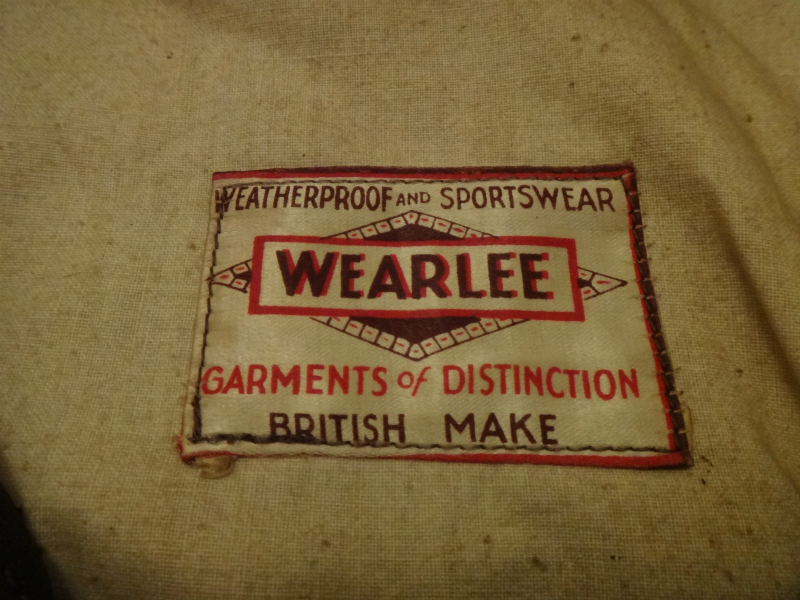 WEATHERPROOF AND SPORTSWEAR
WEARLEE
GARMENTS of DISTINCTION
BRITISH MAKE